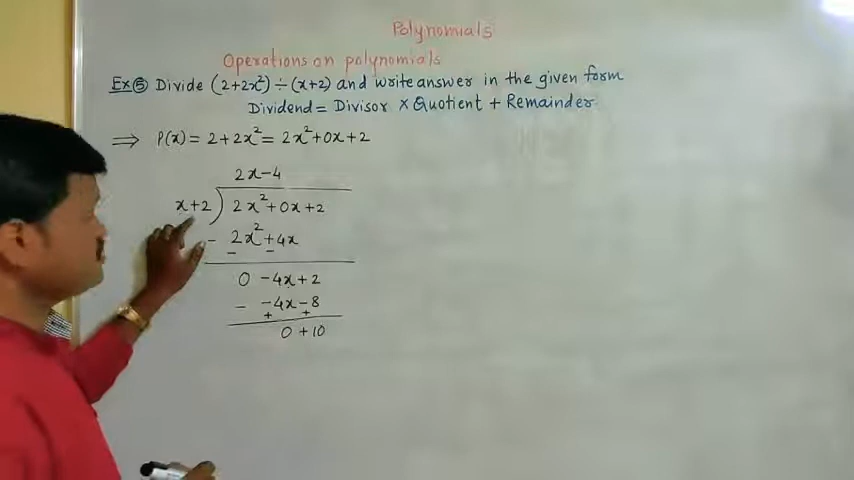 Polynomials
Operations on polynomials
Ex⑤ Divide (2+2x²) ÷ (x+2) and write answer in the given form
Dividend = Divisor × Quotient + Remainder
⇒ P(x) = 2+2x² = 2x²+0x+2
2x-4
x+2 ) 2x²+0x+2
- 2x²+4x
- -
0 -4x+2
- -4x-8
+ +
0 +10